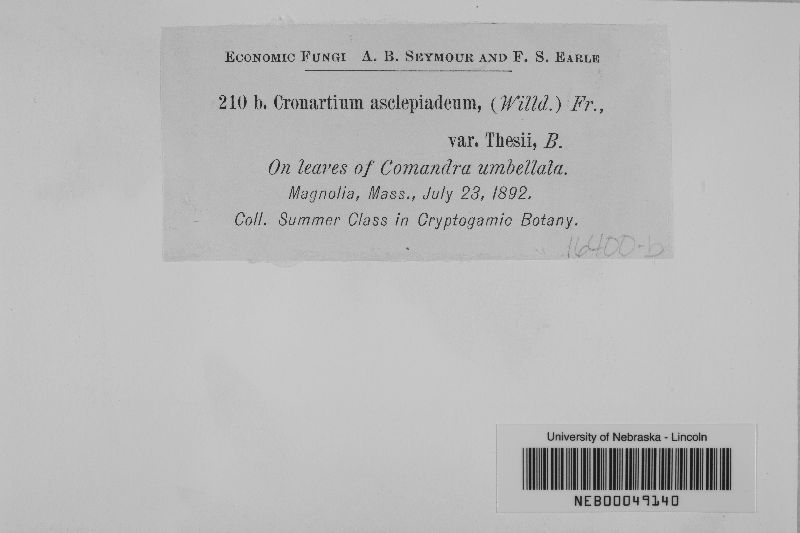 Economic Fungi A. B. Seymour and F. S. Earle
210 b. Cronartium asclepiadeum, (Willd.) Fr.,
var. Thesii, B.
On leaves of Comandra umbellata.
Magnolia, Mass., July 23, 1892.
Coll. Summer Class in Cryptogamic Botany.
16400-b
University of Nebraska - Lincoln
NEB00049140